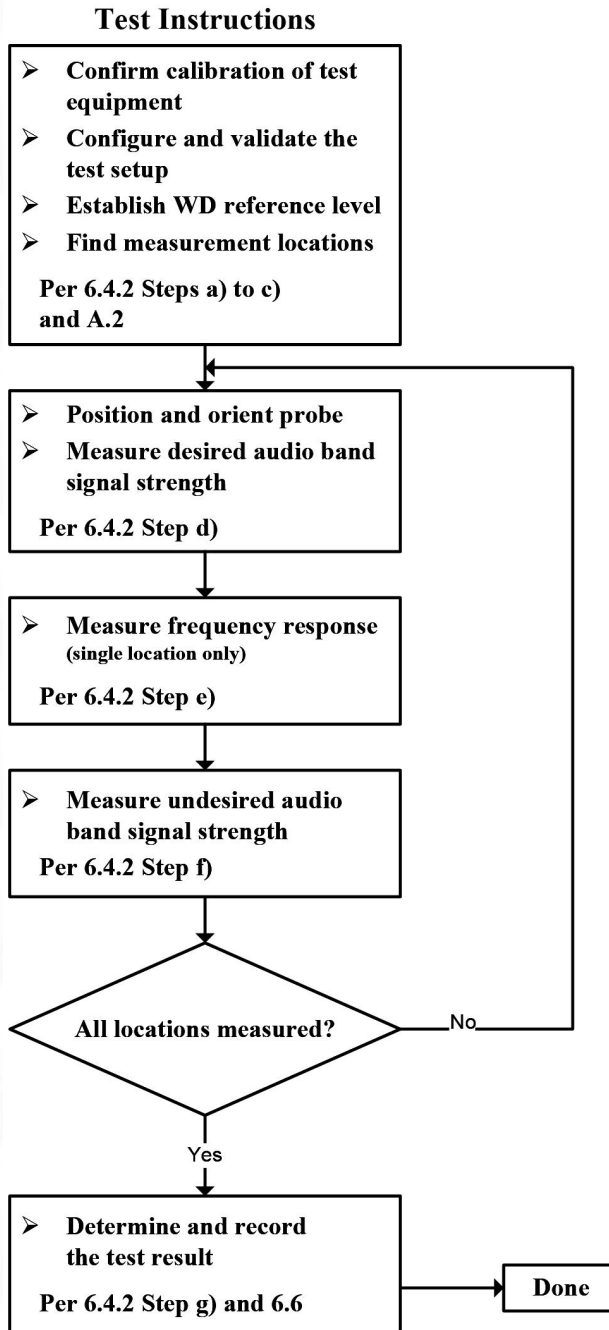 Test Instructions
➢ Confirm calibration of test
equipment
➢ Configure and validate the
test setup
➢ Establish WD reference level
➢ Find measurement locations
Per 6.4.2 Steps a) to c)
and A.2
➢ Position and orient probe
➢ Measure desired audio band
signal strength
Per 6.4.2 Step d)
➢ Measure frequency response
(single location only)
Per 6.4.2 Step e)
➢ Measure undesired audio
band signal strength
Per 6.4.2 Step f)
All locations measured?
No
Yes
➢ Determine and record
the test result
Per 6.4.2 Step g) and 6.6
Done